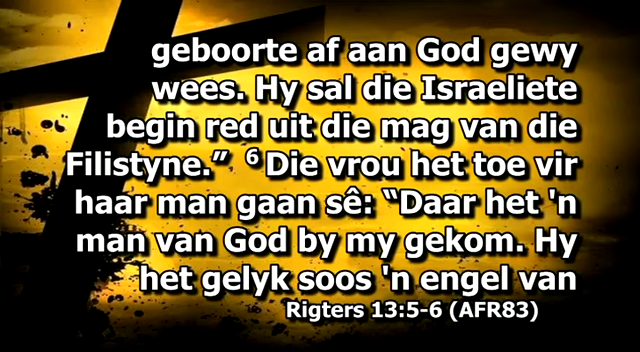 geboorte af aan God gewy
wees. Hy sal die Israeliete
begin red uit die mag van die
Filistyne.” 6 Die vrou het toe vir
haar man gaan sê: “Daar het 'n
man van God by my gekom. Hy
het gelyk soos 'n engel van
Rigters 13:5-6 (AFR83)